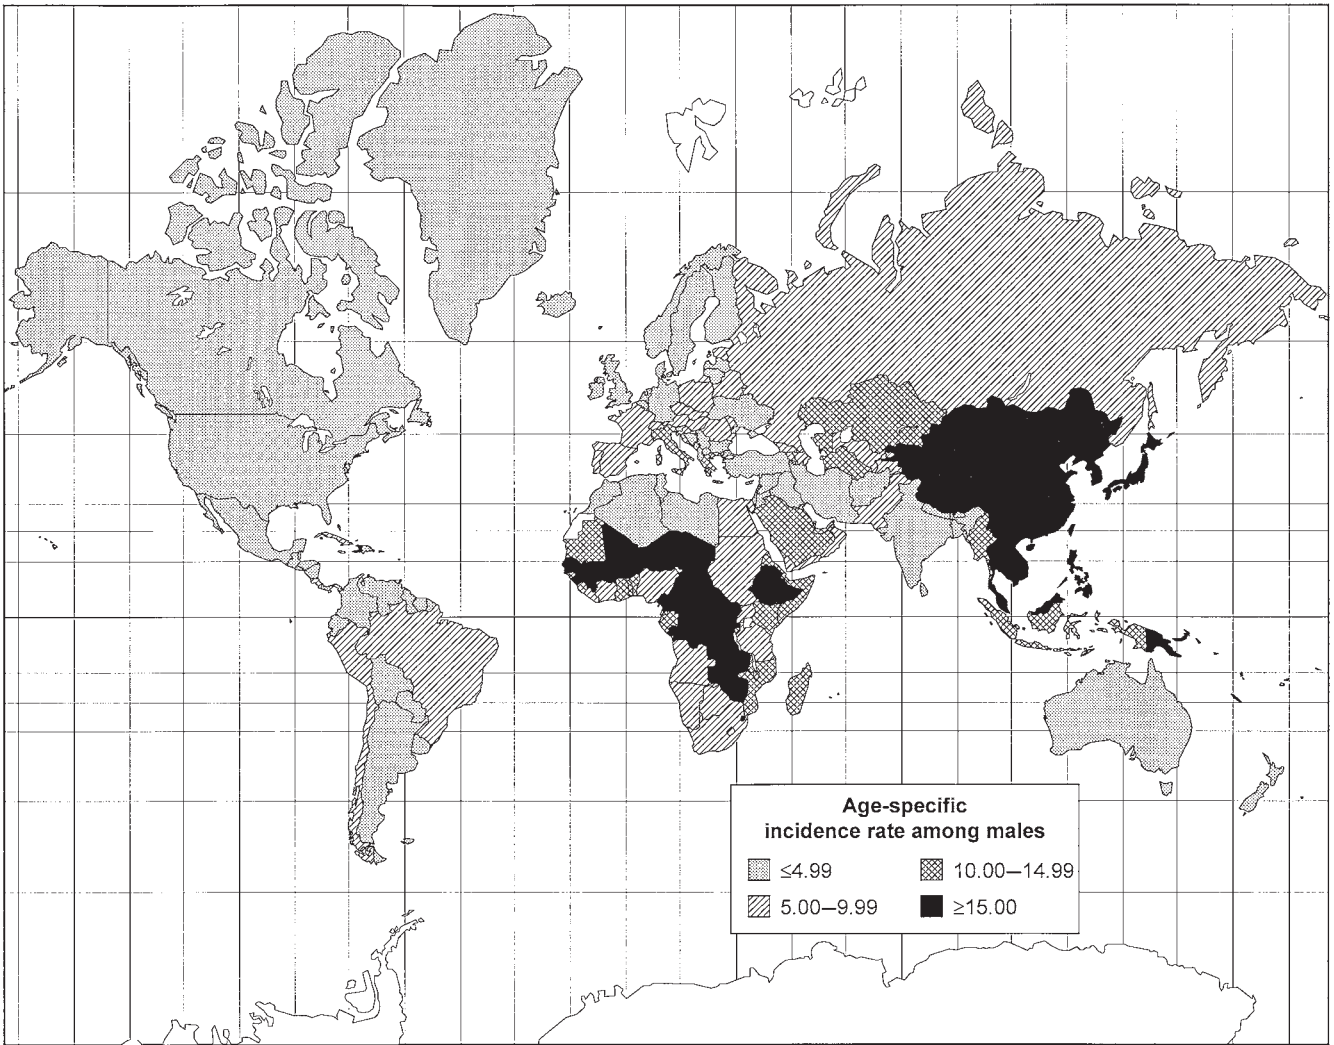 Age-specific
incidence rate among males
≤4.99
10.00–14.99
5.00–9.99
≥15.00